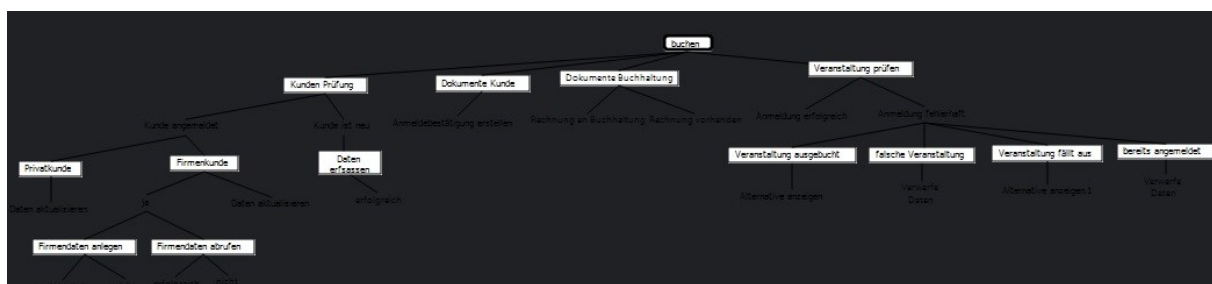 buchen
Kunden Prüfung
Dokumente Kunde
Dokumente Buchhaltung
Veranstaltung prüfen
Kunde angemeldet
Kunde ist neu
Anmeldebestätigung erstellen
Rechnung an Buchhaltung
Rechnung vorhanden
Anmeldung erfolgreich
Anmeldung fehlerhaft
Privatkunde
Firmenkunde
Daten
erfsassen
Veranstaltung ausgebucht
falsche Veranstaltung
Veranstaltung fällt aus
bereits angemeldet
Daten aktualisieren
ja
Daten aktualisieren
erfolgreich
Alternative anzeigen
Verwerfe
Daten
Alternative anzeigen 1
Verwerfe
Daten
Firmendaten anlegen
Firmendaten abrufen